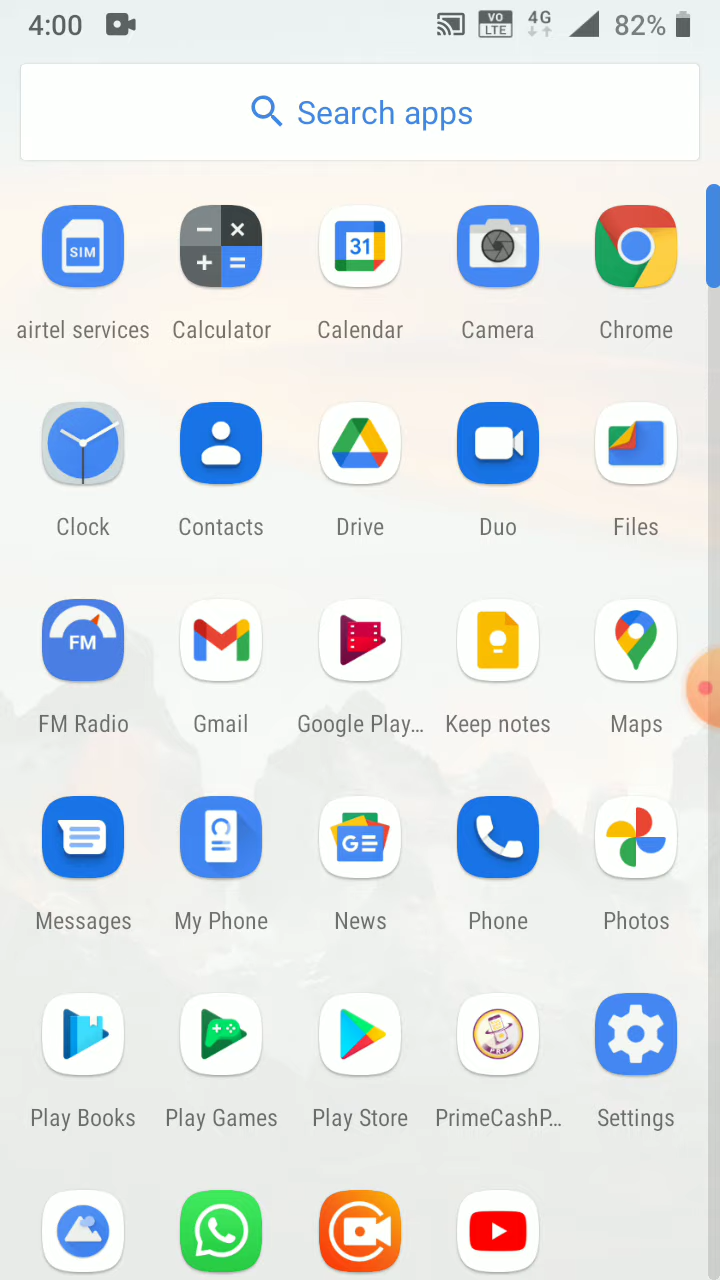 4:00
VO LTE 4G 82%
Search apps
SIM
31
airtel services Calculator Calendar Camera Chrome
Clock Contacts Drive Duo Files
FM
FM Radio Gmail Google Play... Keep notes Maps
GE
Messages My Phone News Phone Photos
PRO
Play Books Play Games Play Store PrimeCashP... Settings